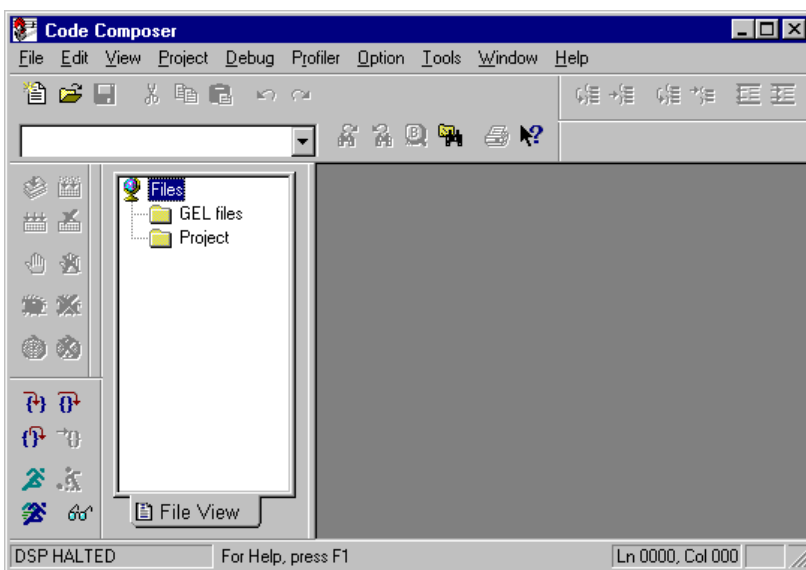 Code Composer
File Edit View Project Debug Profiler Option Tools Window Help
Files
GEL files
Project
File View
DSP HALTED For Help, press F1 Ln 0000, Col 000